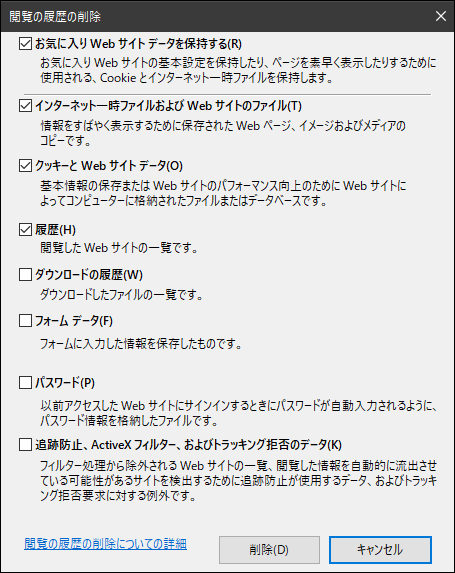 閲覧の履歴の削除
お気に入り Web サイト データを保持する(R)
お気に入り Web サイトの基本設定を保持したり、ページを素早く表示したりするために
使用される、Cookie とインターネット一時ファイルを保持します。
インターネット一時ファイルおよび Web サイトのファイル(T)
情報をすばやく表示するために保存された Web ページ、イメージおよびメディアの
コピーです。
クッキーと Web サイト データ(O)
基本情報の保存または Web サイトのパフォーマンス向上のために Web サイトに
よってコンピューターに格納されたファイルまたはデータベースです。
履歴(H)
閲覧した Web サイトの一覧です。
ダウンロードの履歴(W)
ダウンロードしたファイルの一覧です。
フォーム データ(F)
フォームに入力した情報を保存したものです。
パスワード(P)
以前アクセスした Web サイトにサインインするときにパスワードが自動入力されるように、
パスワード情報を格納したファイルです。
追跡防止、ActiveX フィルター、およびトラッキング拒否のデータ(K)
フィルター処理から除外される Web サイトの一覧、閲覧した情報を自動的に流出させ
ている可能性があるサイトを検出するために追跡防止が使用するデータ、およびトラッキ
ング拒否要求に対する例外です。
閲覧の履歴の削除についての詳細
削除(D)
キャンセル